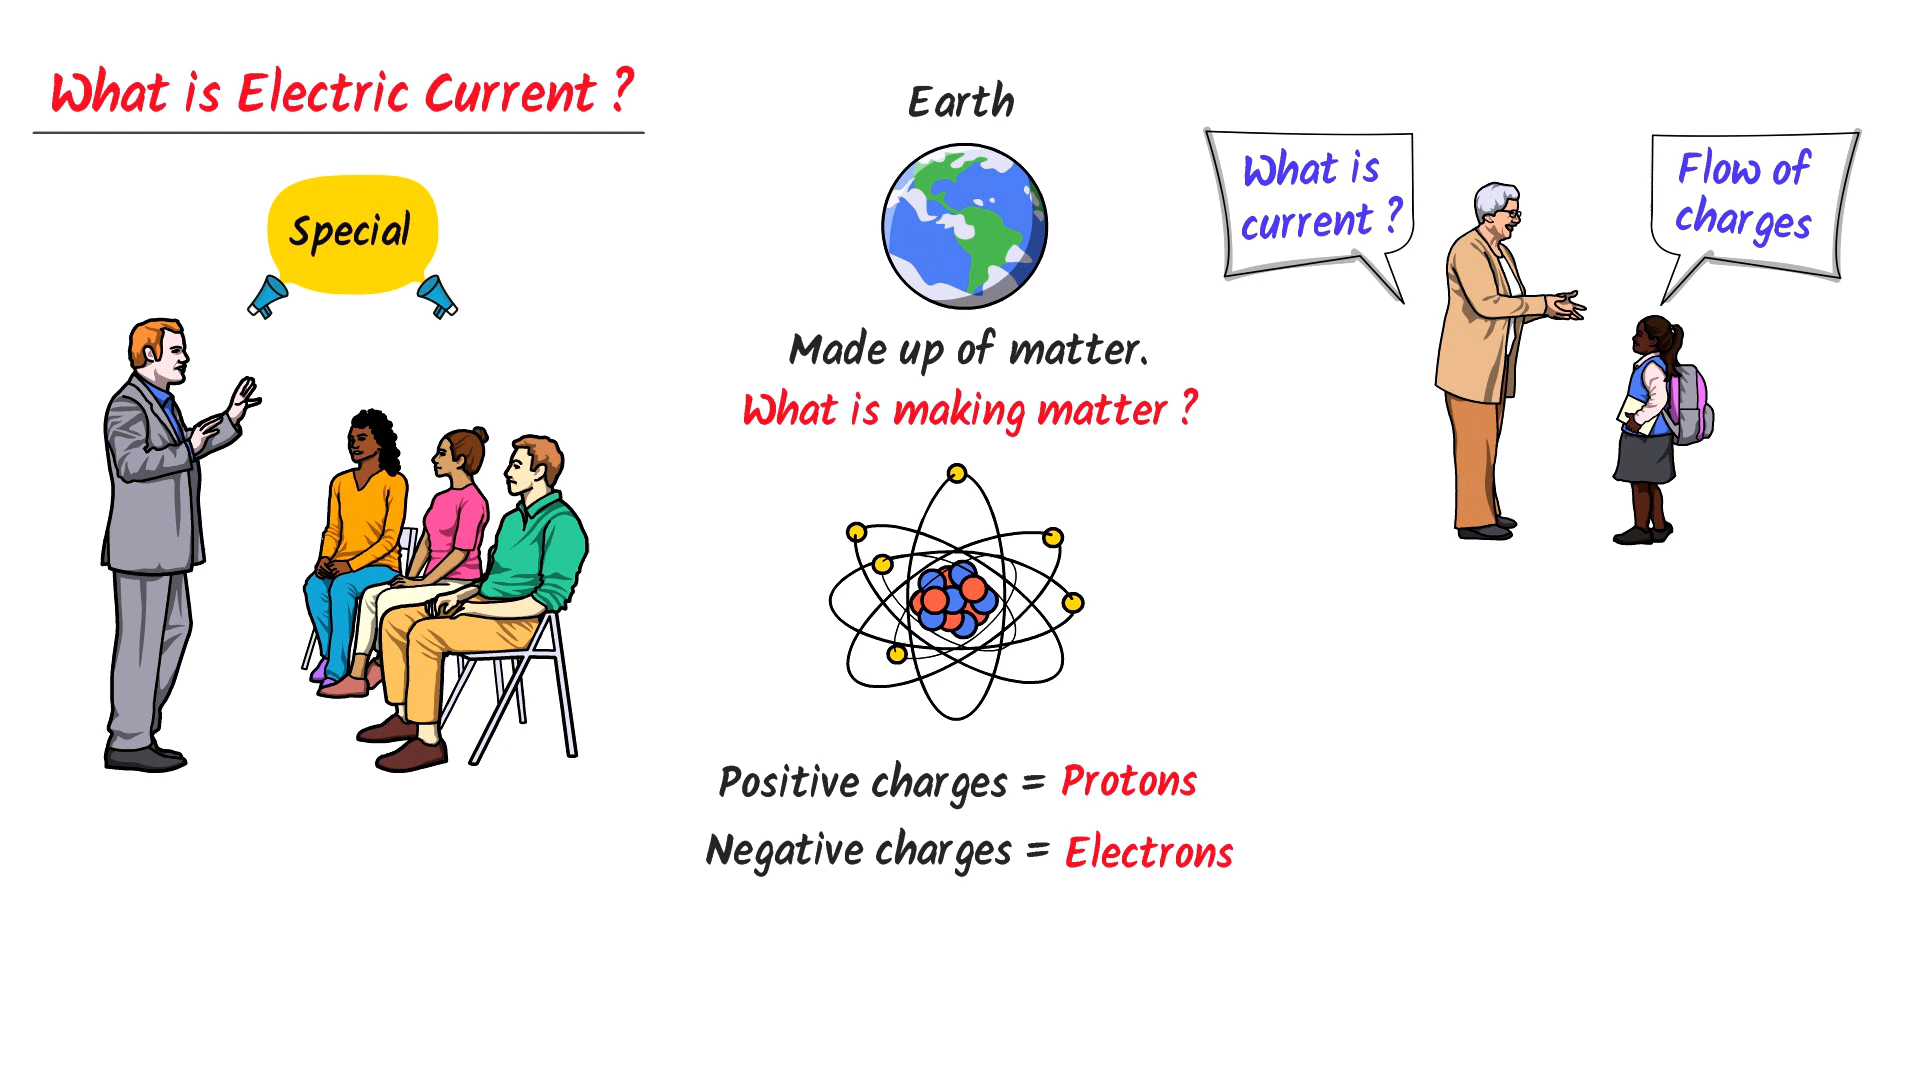 What is Electric Current ?
Special
Earth
Made up of matter.
What is making matter ?
Positive charges = Protons
Negative charges = Electrons
What is
current ?
Flow of
charges